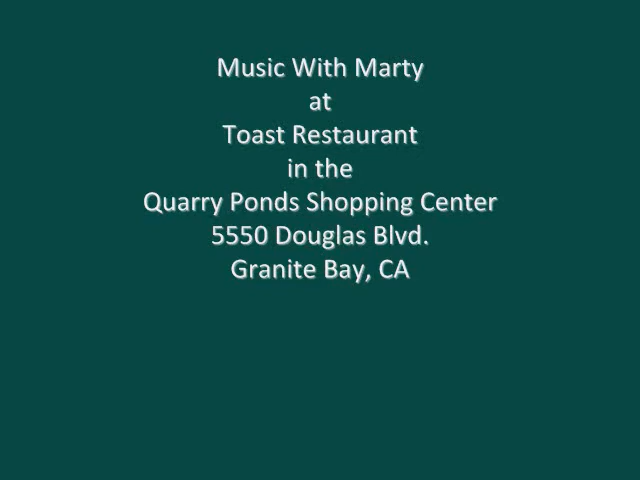 Music With Marty
at
Toast Restaurant
in the
Quarry Ponds Shopping Center
5550 Douglas Blvd.
Granite Bay, CA